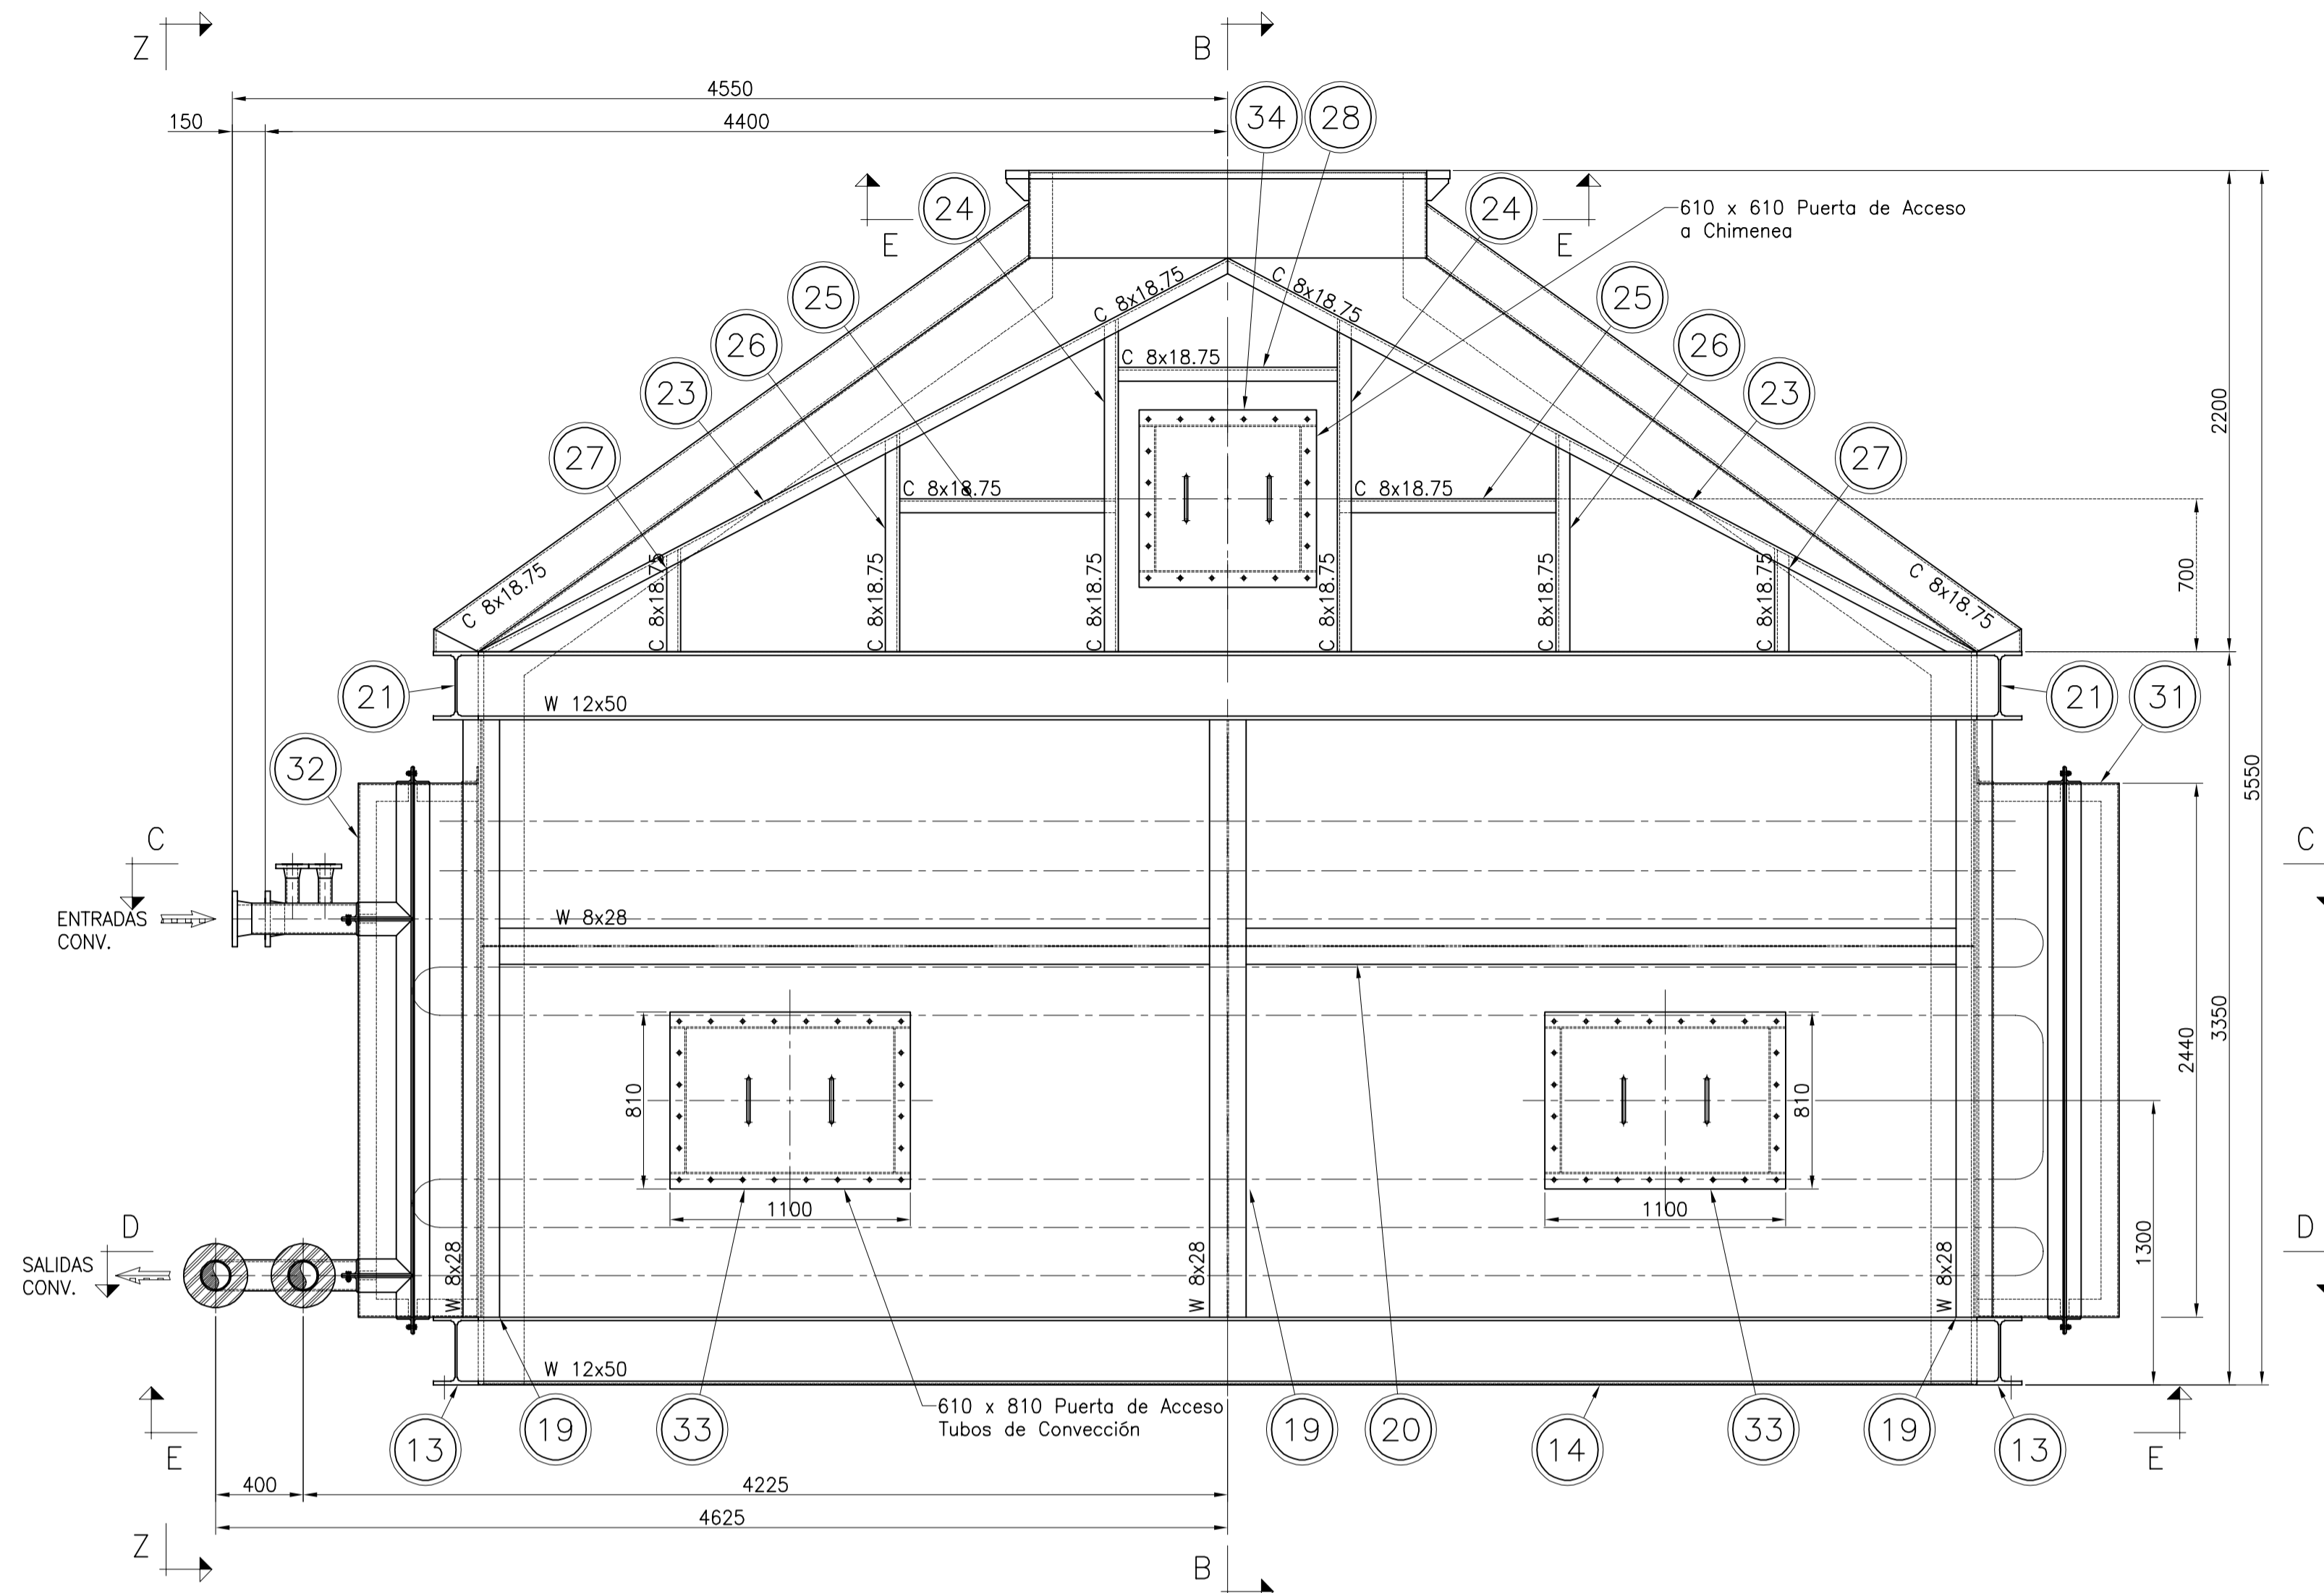 Z
B
4550
150
4400
34
28
24
24
E
E
610 x 610 Puerta de Acceso
a Chimenea
25
25
C 8x18.75
C 8x18.75
26
26
C 8x18.75
23
23
2200
27
27
C 8x18.75
C 8x18.75
700
C 8x18.75
C 8x18.75
C 8x18.75
C 8x18.75
C 8x18.75
C 8x18.75
C 8x18.75
C 8x18.75
21
W 12x50
21
31
32
5550
C
C
ENTRADAS
CONV.
W 8x28
3350
2440
810
810
1100
1100
1300
D
D
SALIDAS
CONV.
W 8x28
W 8x28
W 8x28
W 12x50
610 x 810 Puerta de Acceso
Tubos de Convección
13
19
33
19
20
14
33
19
13
E
E
400
4225
4625
Z
B